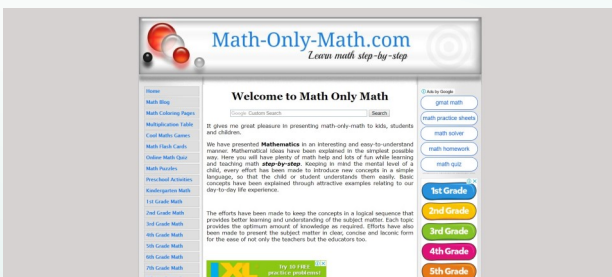 Math-Only-Math.com
Learn math step-by-step
Home
Math Blog
Math Coloring Pages
Multiplication Table
Cool Maths Games
Math Flash Cards
Online Math Quiz
Math Puzzles
Preschool Activities
Kindergarten Math
1st Grade Math
2nd Grade Math
3rd Grade Math
4th Grade Math
5th Grade Math
6th Grade Math
7th Grade Math
Welcome to Math Only Math
Google Custom Search
Search
It gives me great pleasure in presenting math-only-math to kids, students
and children.
We have presented Mathematics in an interesting and easy-to-understand
manner. Mathematical ideas have been explained in the simplest possible
way. Here you will have plenty of math help and lots of fun while learning
and teaching math step-by-step. Keeping in mind the mental level of a
child, every effort has been made to introduce new concepts in a simple
language, so that the child or student understands them easily. Basic
concepts have been explained through attractive examples relating to our
day-to-day life experience.
The efforts have been made to keep the concepts in a logical sequence that
provides better learning and understanding of the subject matter. Each topic
provides the optimum amount of knowledge as required. Efforts have also
been made to present the subject matter in clear, concise and laconic form
for the ease of not only the students but the educators too.
IXL
Try 10 FREE
practice problems!
Ads by Google
gmat math
math practice sheets
math solver
math homework
math quiz
1st Grade
2nd Grade
3rd Grade
4th Grade
5th Grade